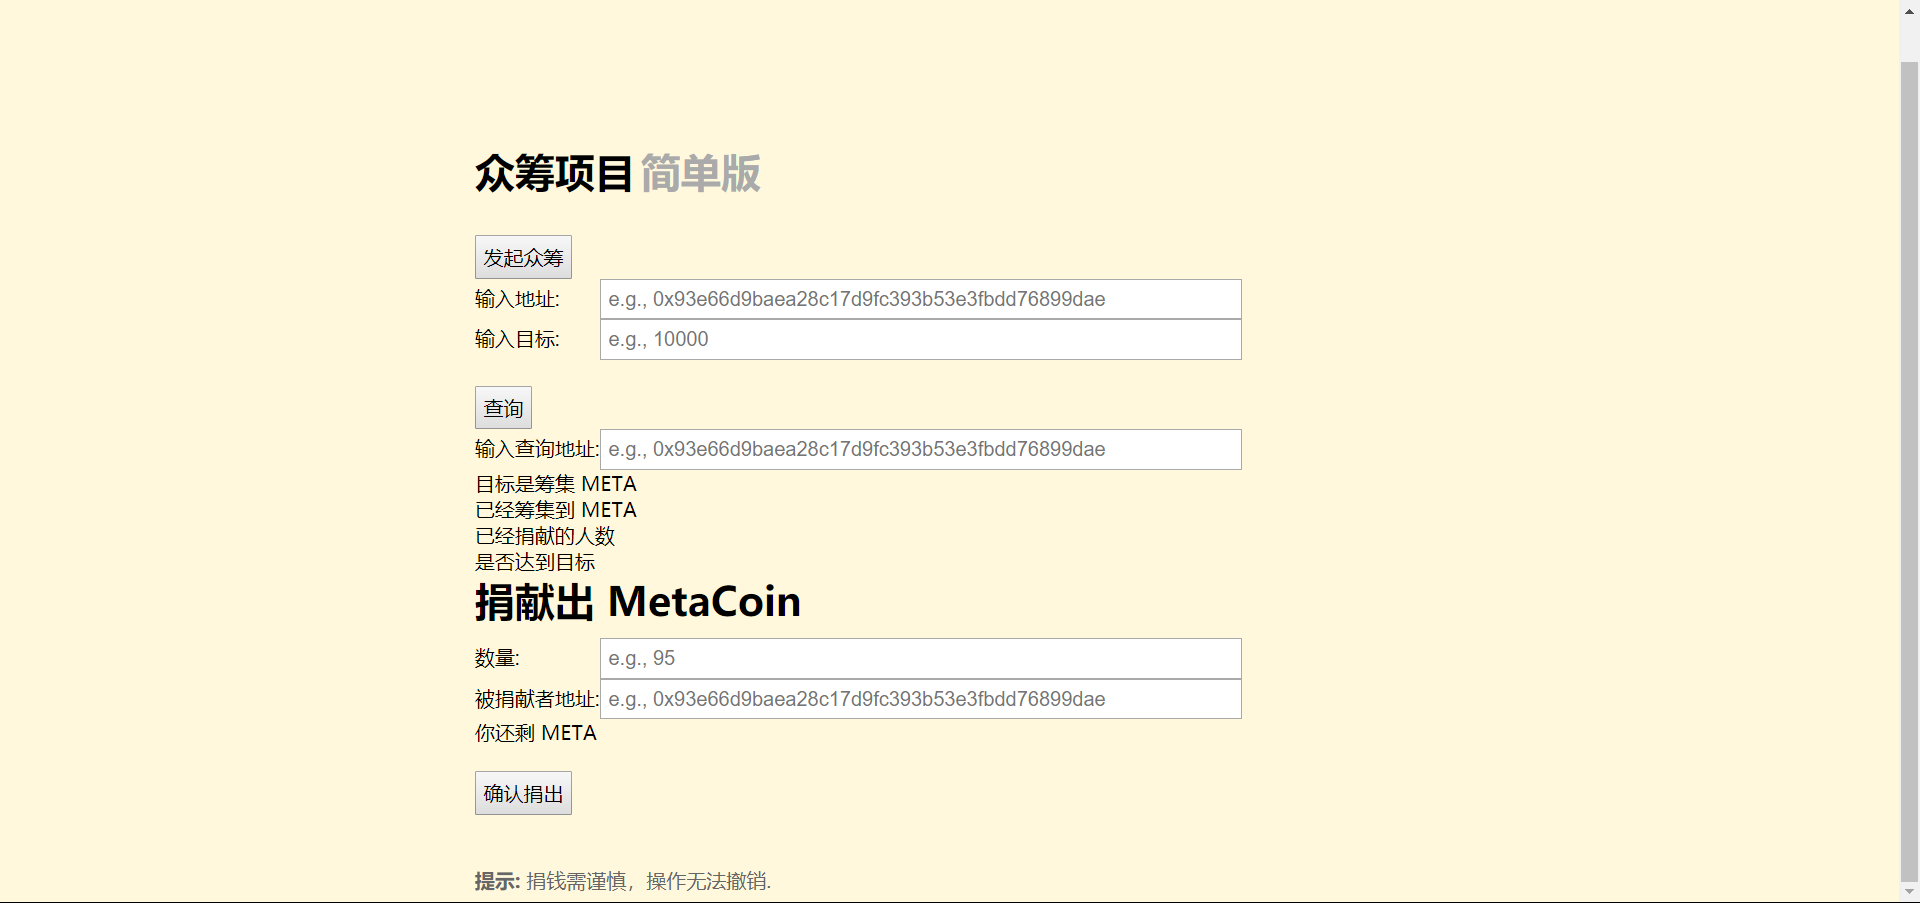 众筹项目 简单版
发起众筹
输入地址: e.g., 0x93e66d9baea28c17d9fc393b53e3fbdd76899dae
输入目标: e.g., 10000
查询
输入查询地址: e.g., 0x93e66d9baea28c17d9fc393b53e3fbdd76899dae
目标是筹集 META
已经筹集到 META
已经捐献的人数
是否达到目标
捐献出 MetaCoin
数量: e.g., 95
被捐献者地址: e.g., 0x93e66d9baea28c17d9fc393b53e3fbdd76899dae
你还剩 META
确认捐出
提示: 捐钱需谨慎，操作无法撤销.